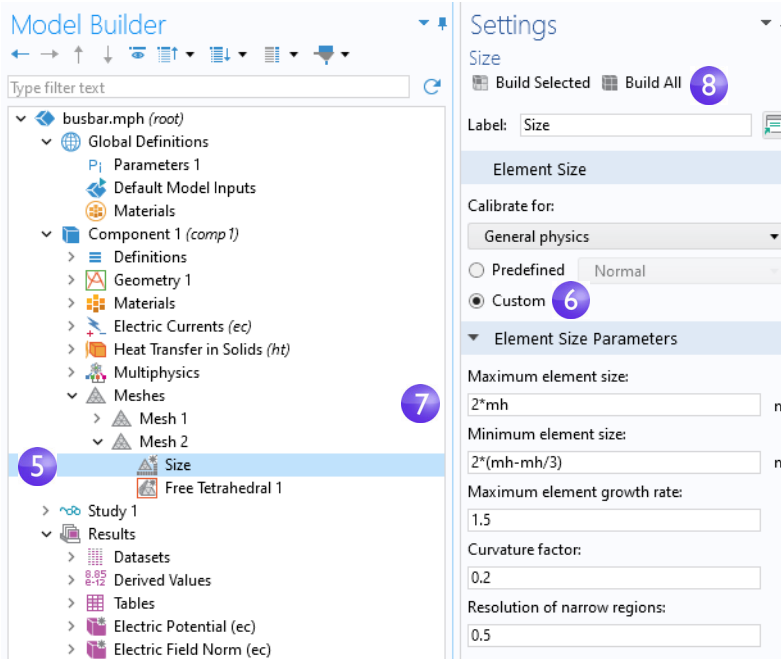 Model Builder
Type filter text
busbar.mph (root)
Global Definitions
Pi Parameters 1
Default Model Inputs
Materials
Component 1 (comp1)
Definitions
Geometry 1
Materials
Electric Currents (ec)
Heat Transfer in Solids (ht)
Multiphysics
Meshes
7
Mesh 1
Mesh 2
5
Size
Free Tetrahedral 1
Study 1
Results
Datasets
8.85
e-12
Derived Values
Tables
Electric Potential (ec)
Electric Field Norm (ec)
Settings
Size
Build Selected Build All 8
Label: Size
Element Size
Calibrate for:
General physics
Predefined Normal
Custom 6
Element Size Parameters
Maximum element size:
2*mh
Minimum element size:
2*(mh-mh/3)
Maximum element growth rate:
1.5
Curvature factor:
0.2
Resolution of narrow regions:
0.5